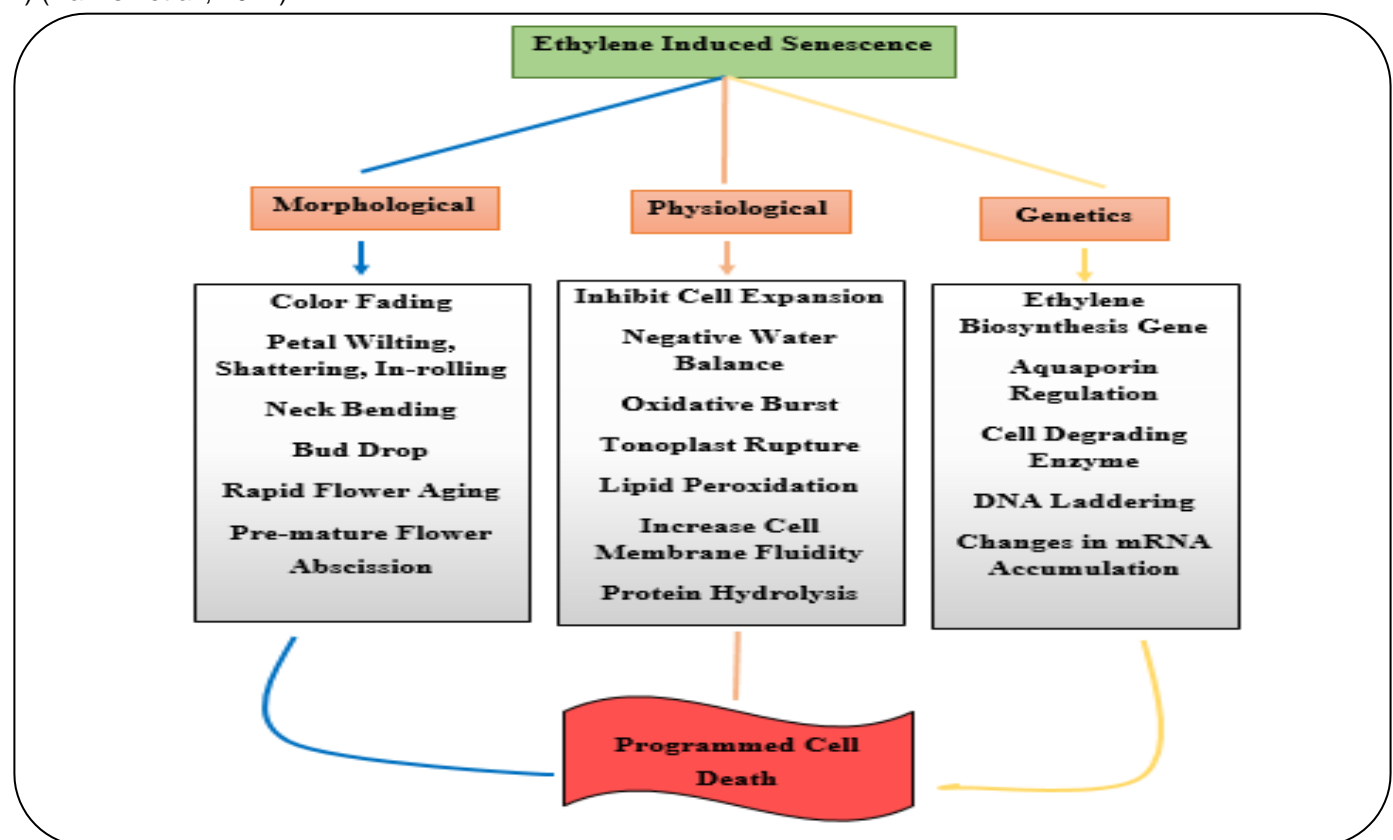 Ethylene Induced Senescence
Morphological
Physiological
Genetics
Color Fading
Petal Wilting,
Shattering, In-rolling
Neck Bending
Bud Drop
Rapid Flower Aging
Pre-mature Flower
Abscission
Inhibit Cell Expansion
Negative Water
Balance
Oxidative Burst
Tonoplast Rupture
Lipid Peroxidation
Increase Cell
Membrane Fluidity
Protein Hydrolysis
Ethylene
Biosynthesis Gene
Aquaporin
Regulation
Cell Degrading
Enzyme
DNA Laddering
Changes in mRNA
Accumulation
Programmed Cell
Death